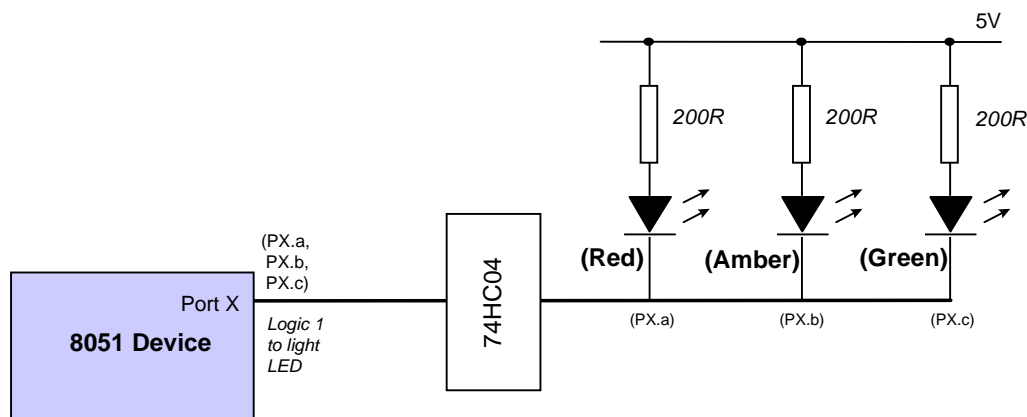 5V
200R
200R
200R
(Red)
(Amber)
(Green)
(PX.a,
PX.b,
PX.c)
Port X
8051 Device
Logic 1
to light
LED
74HC04
(PX.a)
(PX.b)
(PX.c)